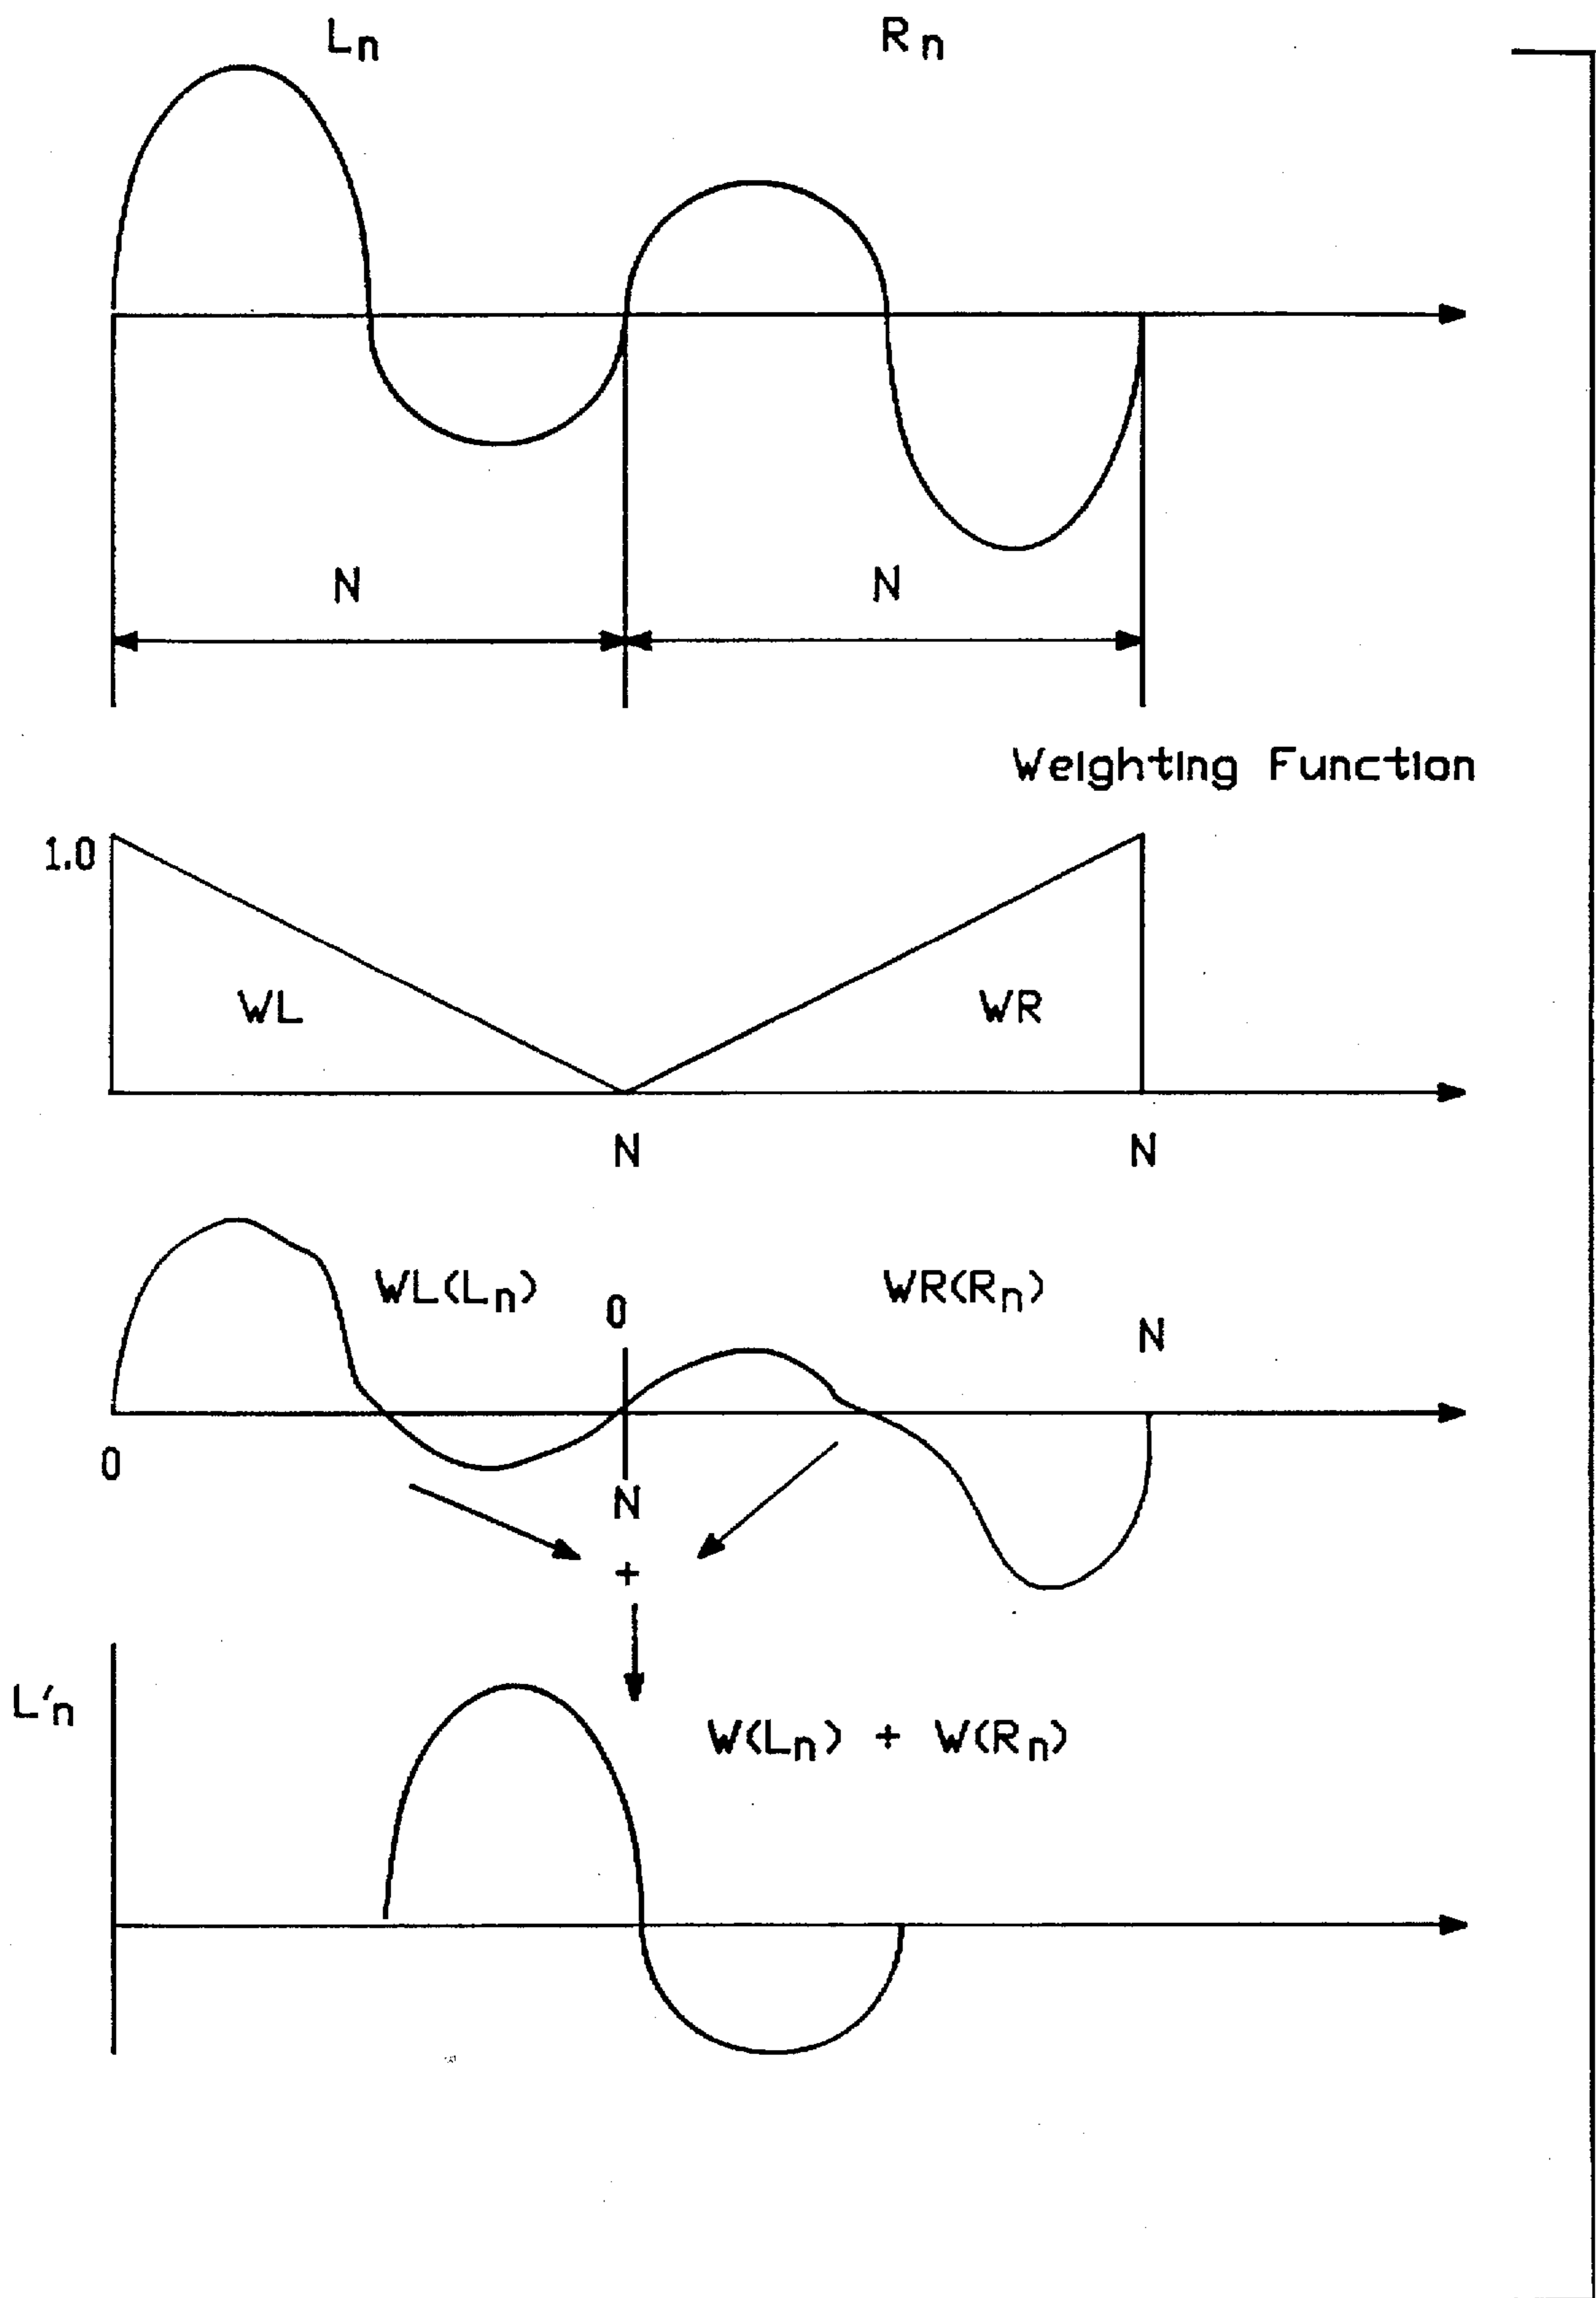 Ln Rn
N N
Weighting Function
1.0
WL WR
N N
WL(Ln) 0 WR(Rn)
N
0
N
+
L'n
W(Ln) + W(Rn)